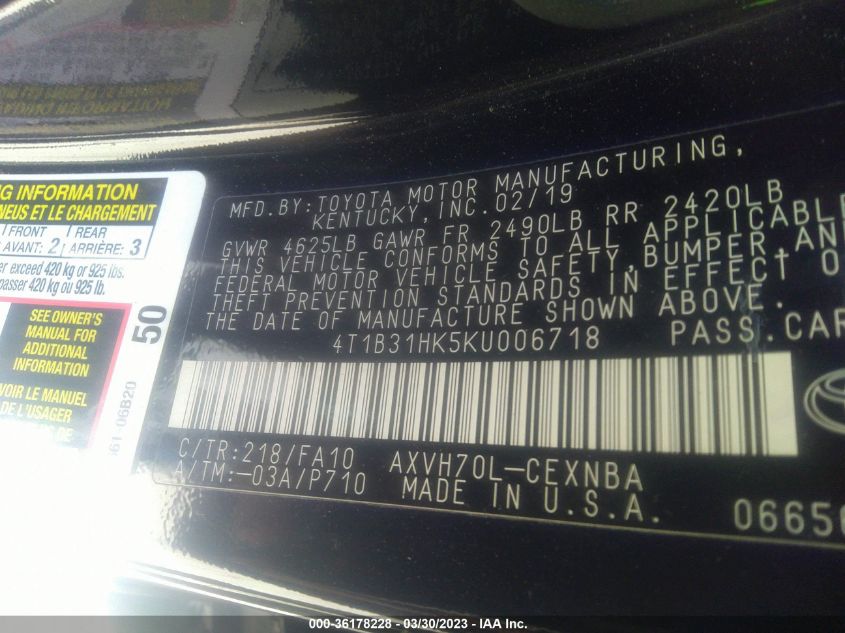 NG INFORMATION
NEUS ET LE CHARGEMENT
FRONT
AVANT: 2
REAR
ARRIÈRE: 3
er exceed 420 kg or 925 lbs.
passer 420 kg ou 925 lb.
SEE OWNER'S
MANUAL FOR
ADDITIONAL
INFORMATION
VOIR LE MANUEL
DE L'USAGER
50
06B20
MFD.BY:TOYOTA MOTOR MANUFACTURING,
KENTUCKY,INC.02/19
GVWR 4625LB GAWR FR 2490LB RR 2420LB
THIS VEHICLE CONFORMS TO ALL APPLICABLE
FEDERAL MOTOR VEHICLE SAFETY,BUMPER,AN
THEFT PREVENTION STANDARDS IN EFFECT O
THE DATE OF MANUFACTURE SHOWN ABOVE.
4T1B31HK5KU006718 PASS.CAR
C/TR:218/FA10 AXVH70L-CEXNBA
A/TM:-03A/P710 MADE IN U.S.A.
0665
000-36178228 - 03/30/2023 - IAA Inc.